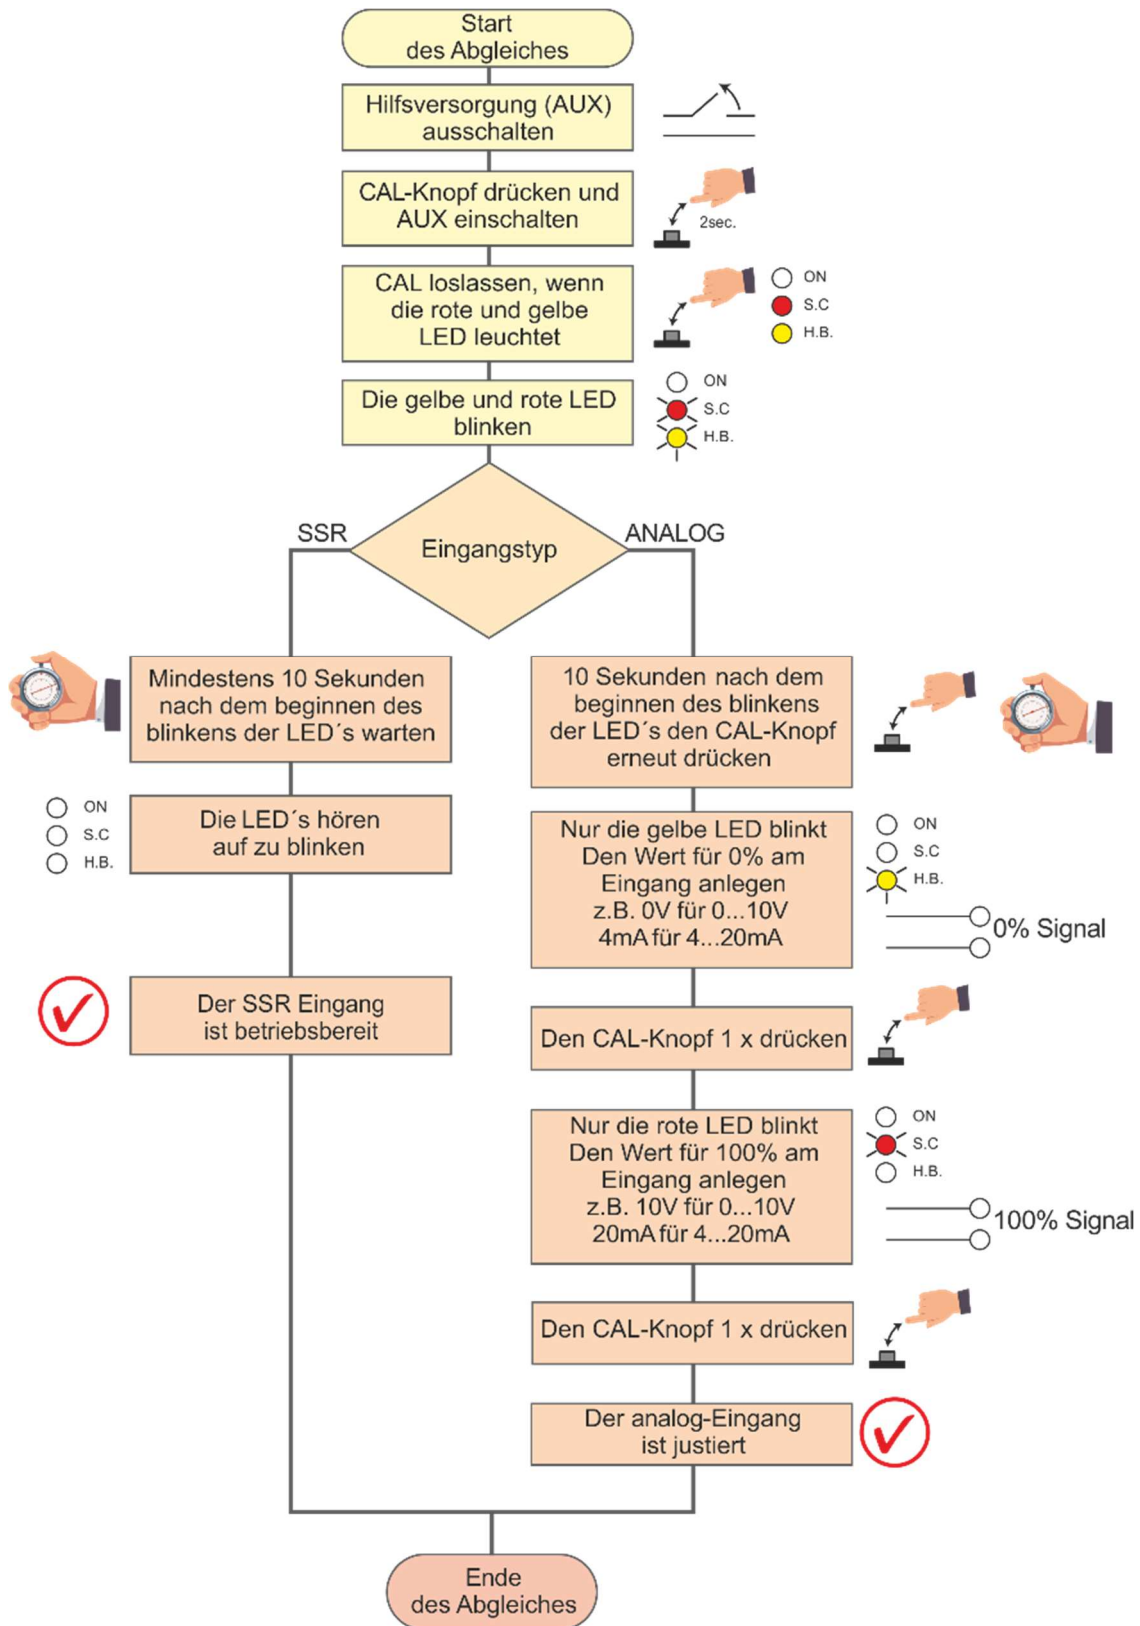 Start
des Abgleiches
Hilfsversorgung (AUX)
ausschalten
CAL-Knopf drücken und
AUX einschalten
2sec.
CAL loslassen, wenn
die rote und gelbe
LED leuchtet
ON
S.C
H.B.
Die gelbe und rote LED
blinken
ON
S.C
H.B.
SSR
Eingangstyp
ANALOG
Mindestens 10 Sekunden
nach dem beginnen des
blinkens der LED´s warten
ON
S.C
H.B.
Die LED´s hören
auf zu blinken
Der SSR Eingang
ist betriebsbereit
10 Sekunden nach dem
beginnen des blinkens
der LED´s den CAL-Knopf
erneut drücken
Nur die gelbe LED blinkt
Den Wert für 0% am
Eingang anlegen
z.B. 0V für 0...10V
4mA für 4...20mA
ON
S.C
H.B.
0% Signal
Den CAL-Knopf 1 x drücken
Nur die rote LED blinkt
Den Wert für 100% am
Eingang anlegen
z.B. 10V für 0...10V
20mA für 4...20mA
ON
S.C
H.B.
100% Signal
Den CAL-Knopf 1 x drücken
Der analog-Eingang
ist justiert
Ende
des Abgleiches